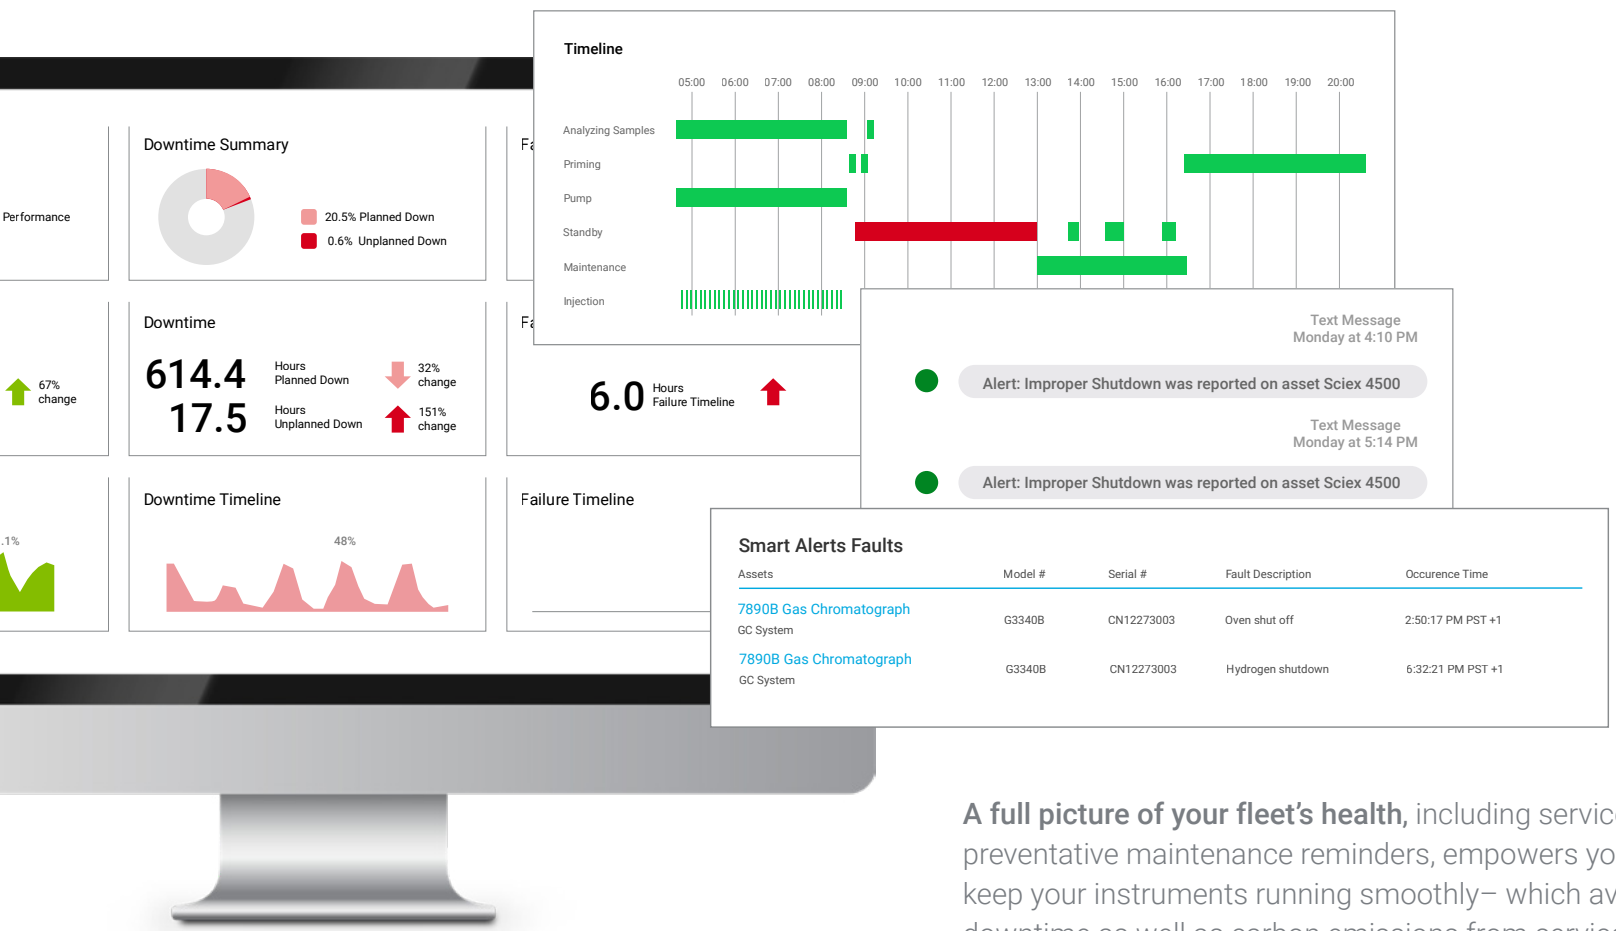 Timeline
05:00 06:00 07:00 08:00 09:00 10:00 11:00 12:00 13:00 14:00 15:00 16:00 17:00 18:00 19:00 20:00
Analyzing Samples
Priming
Pump
Standby
Maintenance
Injection
Performance
Downtime Summary
20.5% Planned Down
0.6% Unplanned Down
67%
change
Downtime
614.4 Hours
Planned Down
32%
change
17.5 Hours
Unplanned Down
151%
change
6.0 Hours
Failure Timeline
Text Message
Monday at 4:10 PM
Alert: Improper Shutdown was reported on asset Sciex 4500
Text Message
Monday at 5:14 PM
Alert: Improper Shutdown was reported on asset Sciex 4500
.1%
Downtime Timeline
48%
Failure Timeline
Smart Alerts Faults
Assets Model # Serial # Fault Description Occurence Time
7890B Gas Chromatograph
GC System
G3340B CN12273003 Oven shut off 2:50:17 PM PST +1
7890B Gas Chromatograph
GC System
G3340B CN12273003 Hydrogen shutdown 6:32:21 PM PST +1
A full picture of your fleet's health, including
preventative maintenance reminders, empowers
keep your instruments running smoothly– which
downtime as well as carbon emissions from